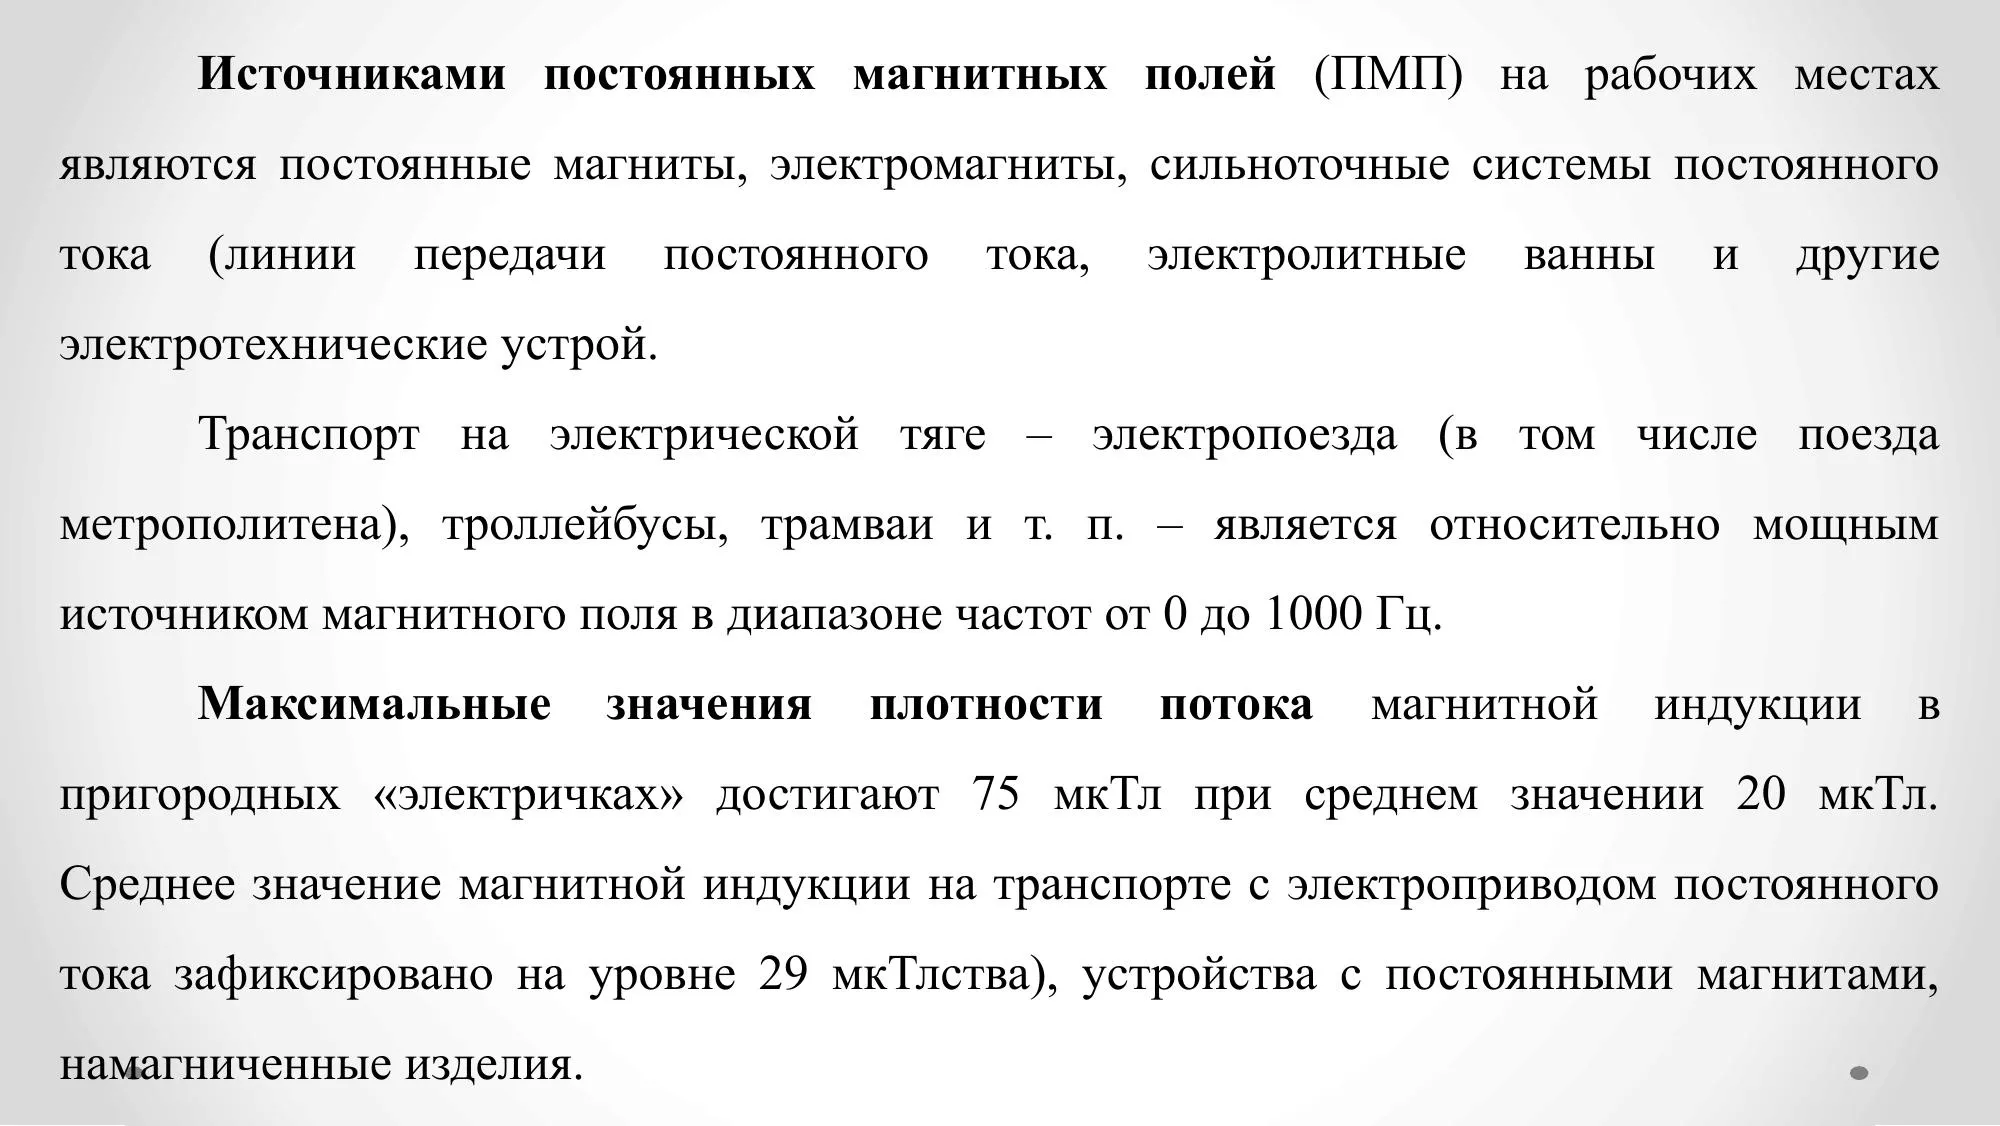 Источниками постоянных магнитных полей (ПМП) на рабочих местах
являются постоянные магниты, электромагниты, сильноточные системы постоянного
тока (линии передачи постоянного тока, электролитные ванны и другие
электротехнические устрой.
Транспорт на электрической тяге – электропоезда (в том числе поезда
метрополитена), троллейбусы, трамваи и т. п. – является относительно мощным
источником магнитного поля в диапазоне частот от 0 до 1000 Гц.
Максимальные значения плотности потока магнитной индукции в
пригородных «электричках» достигают 75 мкТл при среднем значении 20 мкТл.
Среднее значение магнитной индукции на транспорте с электроприводом постоянного
тока зафиксировано на уровне 29 мкТлства), устройства с постоянными магнитами,
намагниченные изделия.